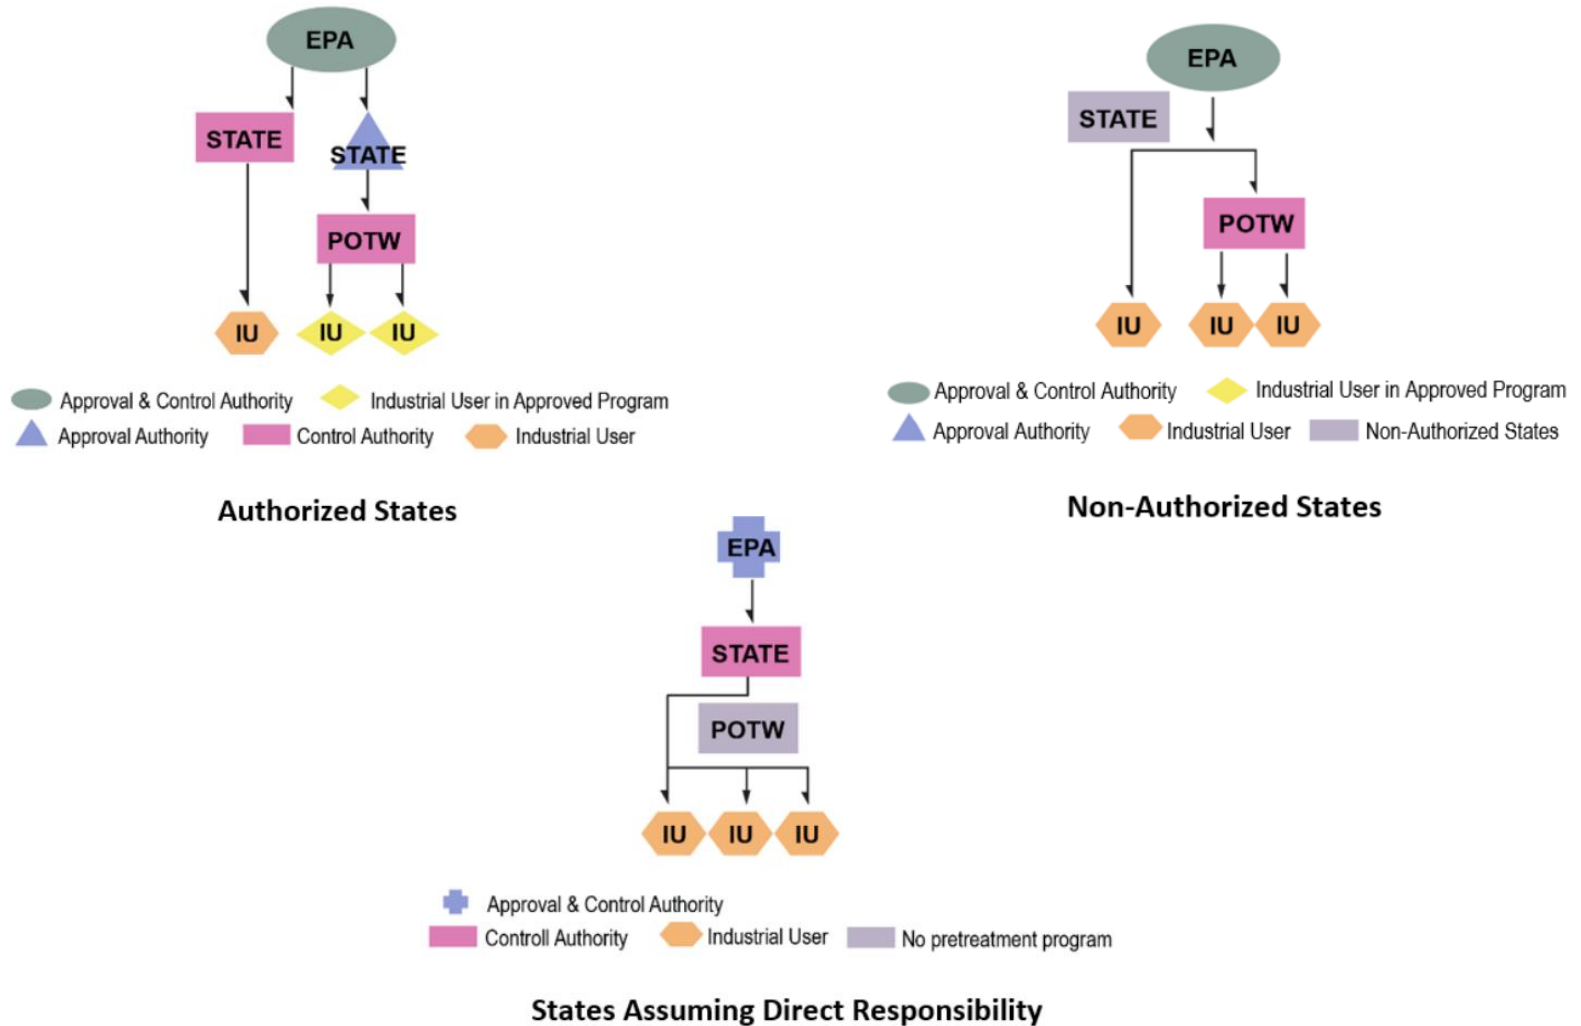 EPA
STATE
STATE
POTW
IU
IU
IU
Approval & Control Authority
Industrial User in Approved Program
Approval Authority
Control Authority
Industrial User
Authorized States
EPA
STATE
POTW
IU
IU
IU
Approval & Control Authority
Industrial User in Approved Program
Approval Authority
Industrial User
Non-Authorized States
Non-Authorized States
EPA
STATE
POTW
IU
IU
IU
Approval & Control Authority
Controll Authority
Industrial User
No pretreatment program
States Assuming Direct Responsibility